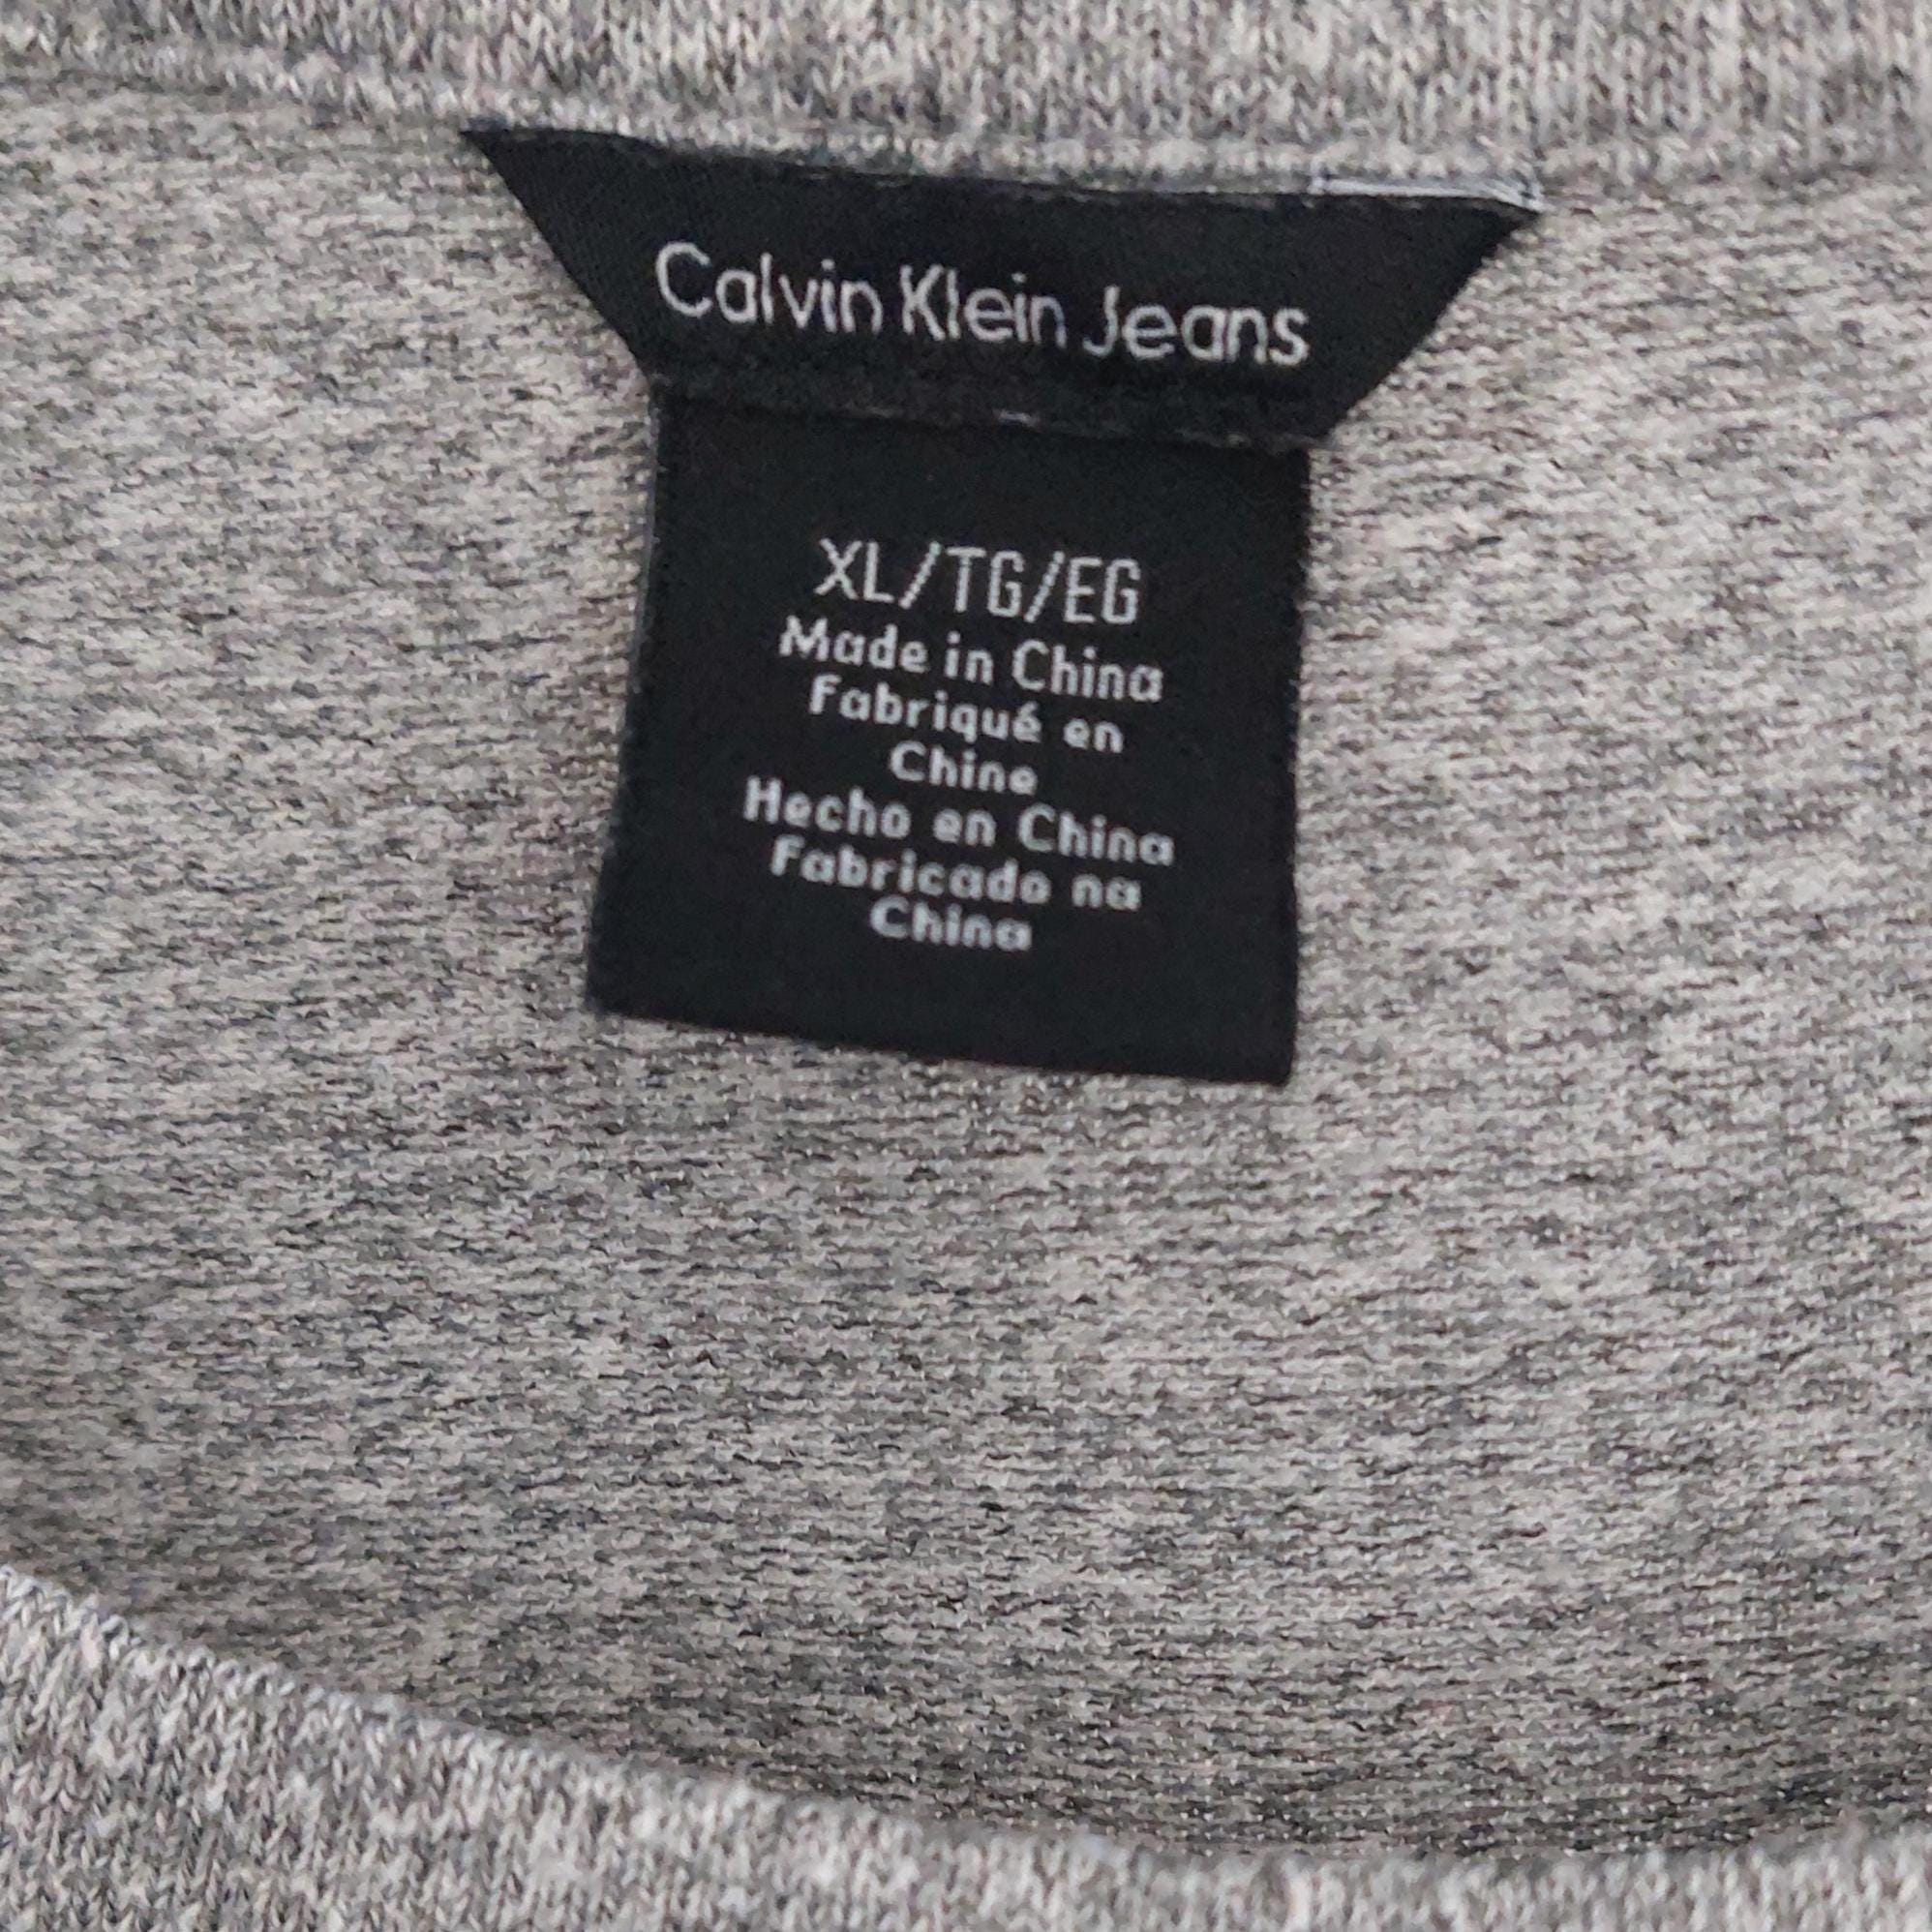 Calvin Klein Jeans
XL/TG/EG
Made in China
Fabriqué en
Chine
Hecho en China
Fabricado na
China